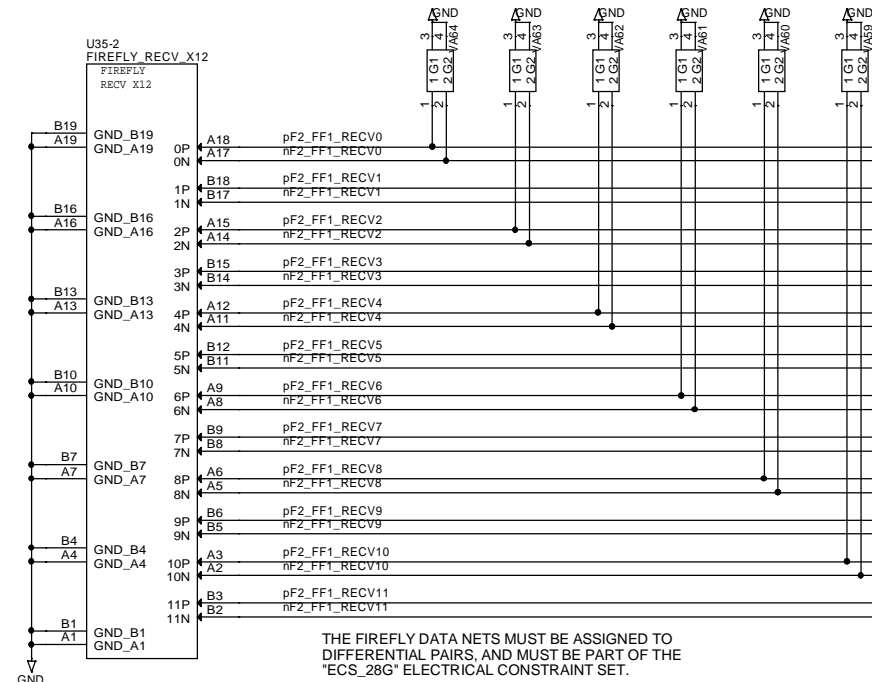 GND GND GND GND GND GND
3 4 VA64 3 4 VA63 3 4 VA62 3 4 VA61 3 4 VA60 3 4 VA59
1 G1 2 G2 1 G1 2 G2 1 G1 2 G2 1 G1 2 G2 1 G1 2 G2 1 G1 2 G2
1 2 1 2 1 2 1 2 1 2 1 2
U35-2
FIREFLY_RECV_X12
FIREFLY
RECV X12
B19 GND_B19
A19 GND_A19
0P A18 pF2_FF1_RECV0
0N A17 nF2_FF1_RECV0
1P B18 pF2_FF1_RECV1
1N B17 nF2_FF1_RECV1
B16 GND_B16
A16 GND_A16
2P A15 pF2_FF1_RECV2
2N A14 nF2_FF1_RECV2
3P B15 pF2_FF1_RECV3
3N B14 nF2_FF1_RECV3
B13 GND_B13
A13 GND_A13
4P A12 pF2_FF1_RECV4
4N A11 nF2_FF1_RECV4
5P B12 pF2_FF1_RECV5
5N B11 nF2_FF1_RECV5
B10 GND_B10
A10 GND_A10
6P A9 pF2_FF1_RECV6
6N A8 nF2_FF1_RECV6
7P B9 pF2_FF1_RECV7
7N B8 nF2_FF1_RECV7
B7 GND_B7
A7 GND_A7
8P A6 pF2_FF1_RECV8
8N A5 nF2_FF1_RECV8
9P B6 pF2_FF1_RECV9
9N B5 nF2_FF1_RECV9
B4 GND_B4
A4 GND_A4
10P A3 pF2_FF1_RECV10
10N A2 nF2_FF1_RECV10
11P B3 pF2_FF1_RECV11
11N B2 nF2_FF1_RECV11
B1 GND_B1
A1 GND_A1
GND
THE FIREFLY DATA NETS MUST BE ASSIGNED TO
DIFFERENTIAL PAIRS, AND MUST BE PART OF THE
"ECS_28G" ELECTRICAL CONSTRAINT SET.